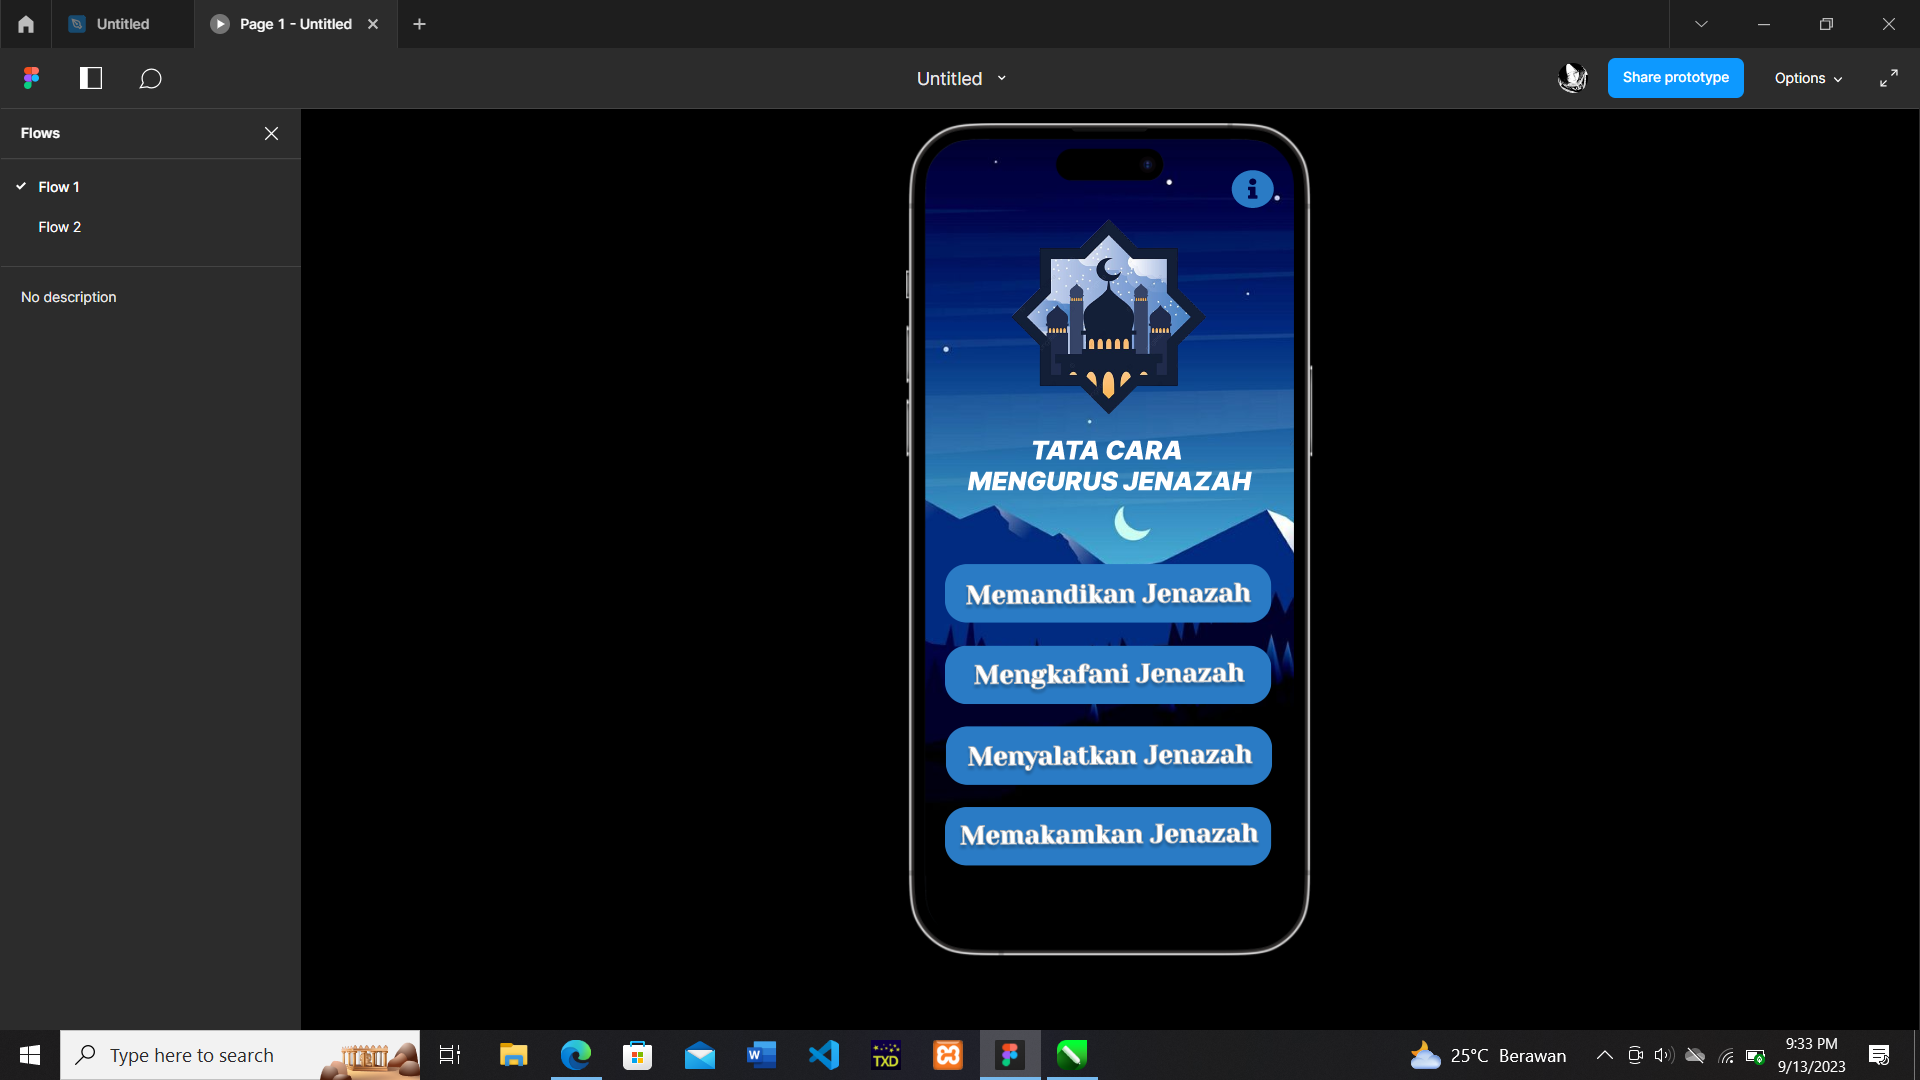 Untitled
Page 1 - Untitled
Untitled
Share prototype
Options
Flows
Flow 1
Flow 2
No description
TATA CARA
MENGURUS JENAZAH
Memandikan Jenazah
Mengkafani Jenazah
Menyalatkan Jenazah
Memakamkan Jenazah
Type here to search
W
TXD
25°C Berawan
9:33 PM
9/13/2023